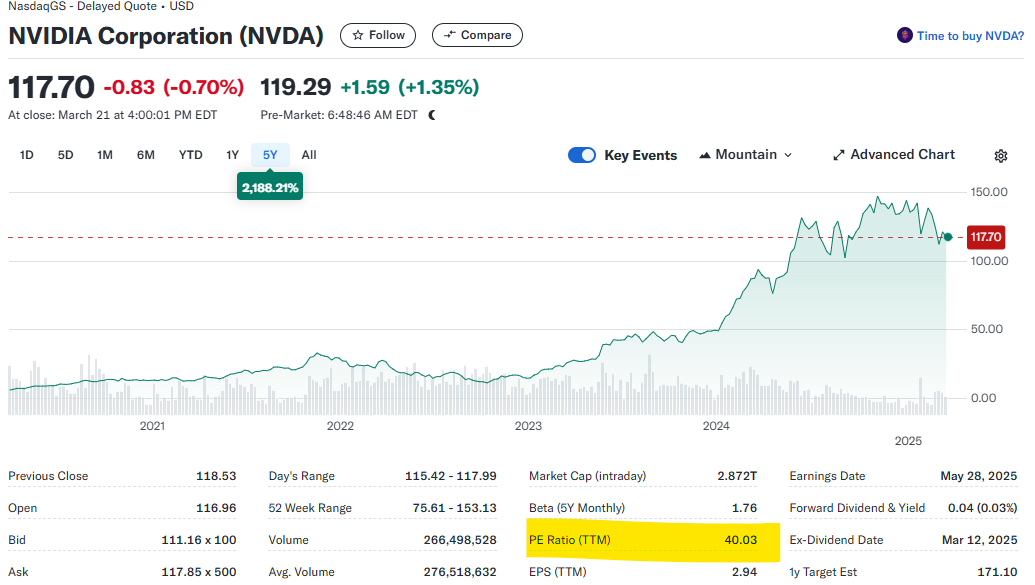 NasdaqGS - Delayed Quote • USD
NVIDIA Corporation (NVDA) Follow Compare Time to buy NVDA?
117.70 -0.83 (-0.70%) 119.29 +1.59 (+1.35%)
At close: March 21 at 4:00:01 PM EDT Pre-Market: 6:48:46 AM EDT
1D 5D 1M 6M YTD 1Y 5Y All Key Events Mountain Advanced Chart
2,188.21%
150.00
117.70
100.00
50.00
0.00
2021 2022 2023 2024 2025
Previous Close 118.53 Day's Range 115.42 - 117.99 Market Cap (intraday) 2.872T Earnings Date May 28, 2025
Open 116.96 52 Week Range 75.61 - 153.13 Beta (5Y Monthly) 1.76 Forward Dividend & Yield 0.04 (0.03%)
Bid 111.16 x 100 Volume 266,498,528 PE Ratio (TTM) 40.03 Ex-Dividend Date Mar 12, 2025
Ask 117.85 x 500 Avg. Volume 276,518,632 EPS (TTM) 2.94 1y Target Est 171.10